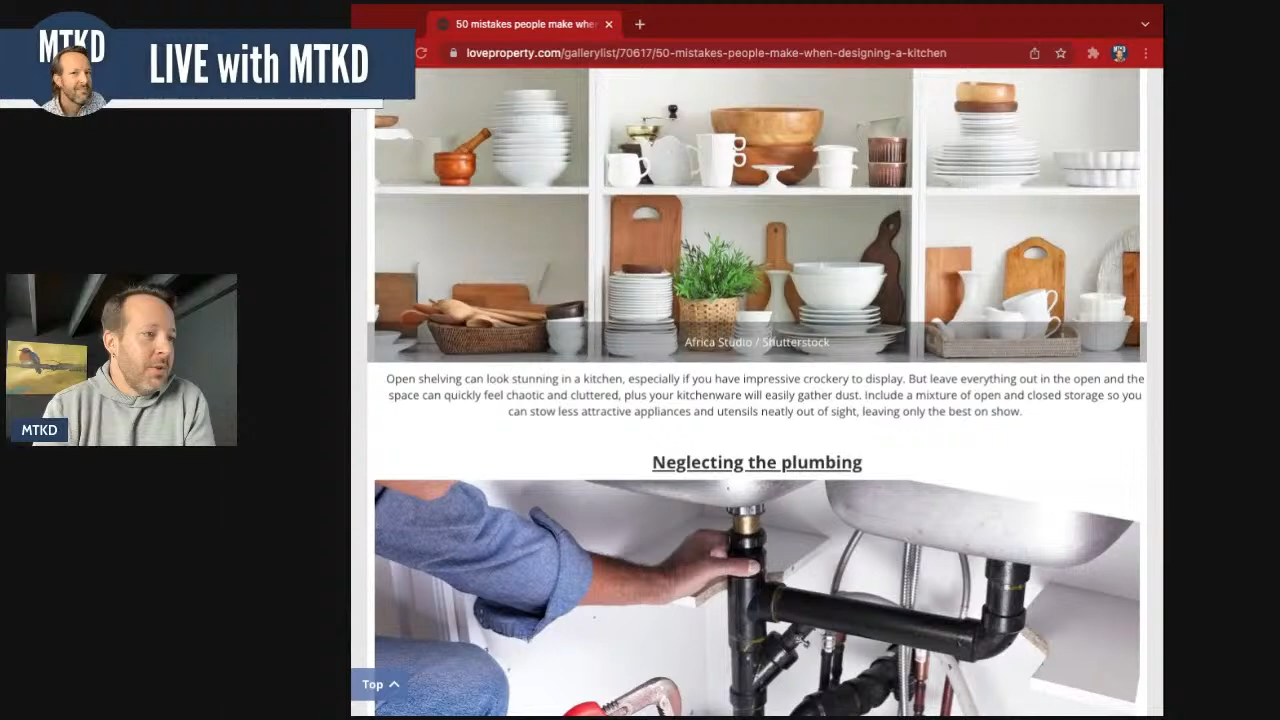 MTKD
LIVE with MTKD
50 mistakes people make whe
loveproperty.com/gallerylist/70617/50-mistakes-people-make-when-designing-a-kitchen
Africa Studio / Shutterstock
Open shelving can look stunning in a kitchen, especially if you have impressive crockery to display. But leave everything out in the open and the
space can quickly feel chaotic and cluttered, plus your kitchenware will easily gather dust. Include a mixture of open and closed storage so you
can stow less attractive appliances and utensils neatly out of sight, leaving only the best on show.
MTKD
Neglecting the plumbing
Top